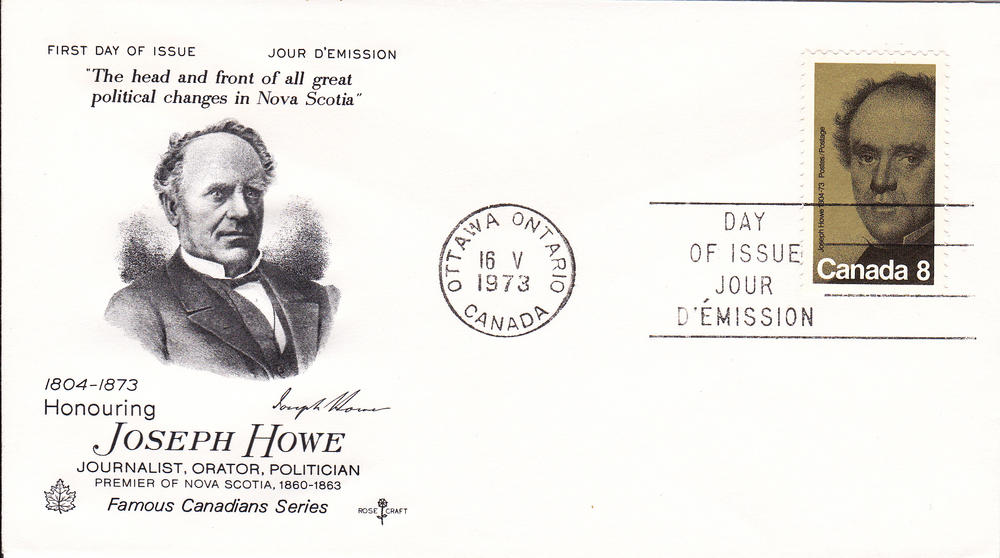 FIRST DAY OF ISSUE JOUR D'EMISSION
"The head and front of all great
political changes in Nova Scotia"
1804-1873
Honouring
Joseph Howe
JOSEPH HOWE
JOURNALIST, ORATOR, POLITICIAN
PREMIER OF NOVA SCOTIA, 1860-1863
Famous Canadians Series
ROSE CRAFT
OTTAWA ONTARIO
16 V
1973
CANADA
DAY
OF ISSUE
JOUR
D'ÉMISSION
Joseph Howe 1804-73 Postes/Postage
Canada 8